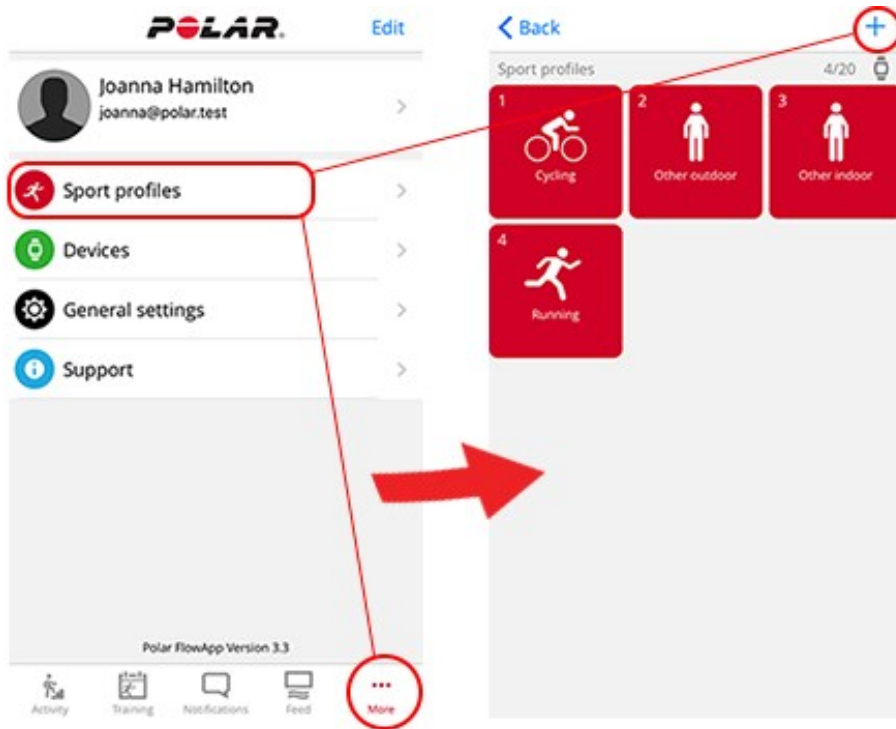 POLAR.
Edit
Joanna Hamilton
joanna@polar.test
Sport profiles
Devices
General settings
Support
Polar FlowApp Version 3.3
Activity
Training
Notifications
Feed
More
Back
Sport profiles
4/20
1
Cycling
2
Other outdoor
3
Other indoor
4
Running